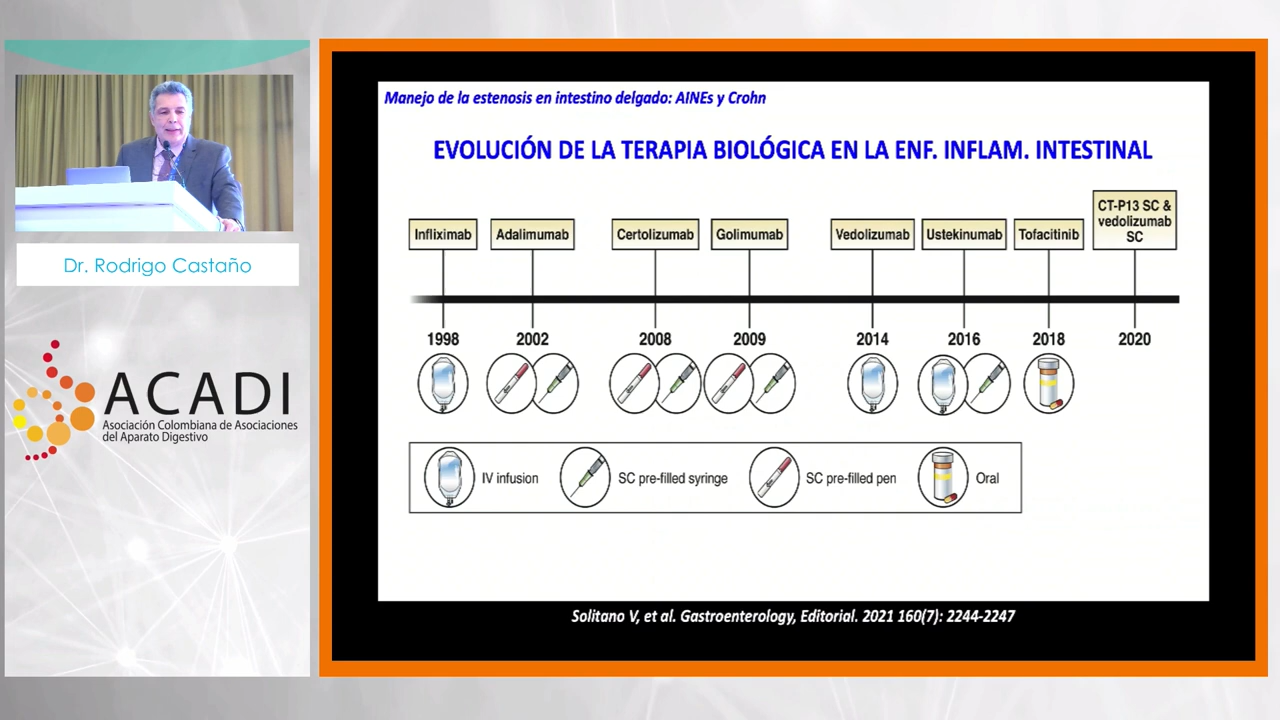 Dr. Rodrigo Castaño
ACADI
Asociación Colombiana de Asociaciones
del Aparato Digestivo
Manejo de la estenosis en intestino delgado: AINEs y Crohn
EVOLUCIÓN DE LA TERAPIA BIOLÓGICA EN LA ENF. INFLAM. INTESTINAL
Infliximab
Adalimumab
Certolizumab
Golimumab
Vedolizumab
Ustekinumab
Tofacitinib
CT-P13 SC &
vedolizumab
SC
1998
2002
2008
2009
2014
2016
2018
2020
IV infusion
SC pre-filled syringe
SC pre-filled pen
Oral
Solitano V, et al. Gastroenterology, Editorial. 2021 160(7): 2244-2247